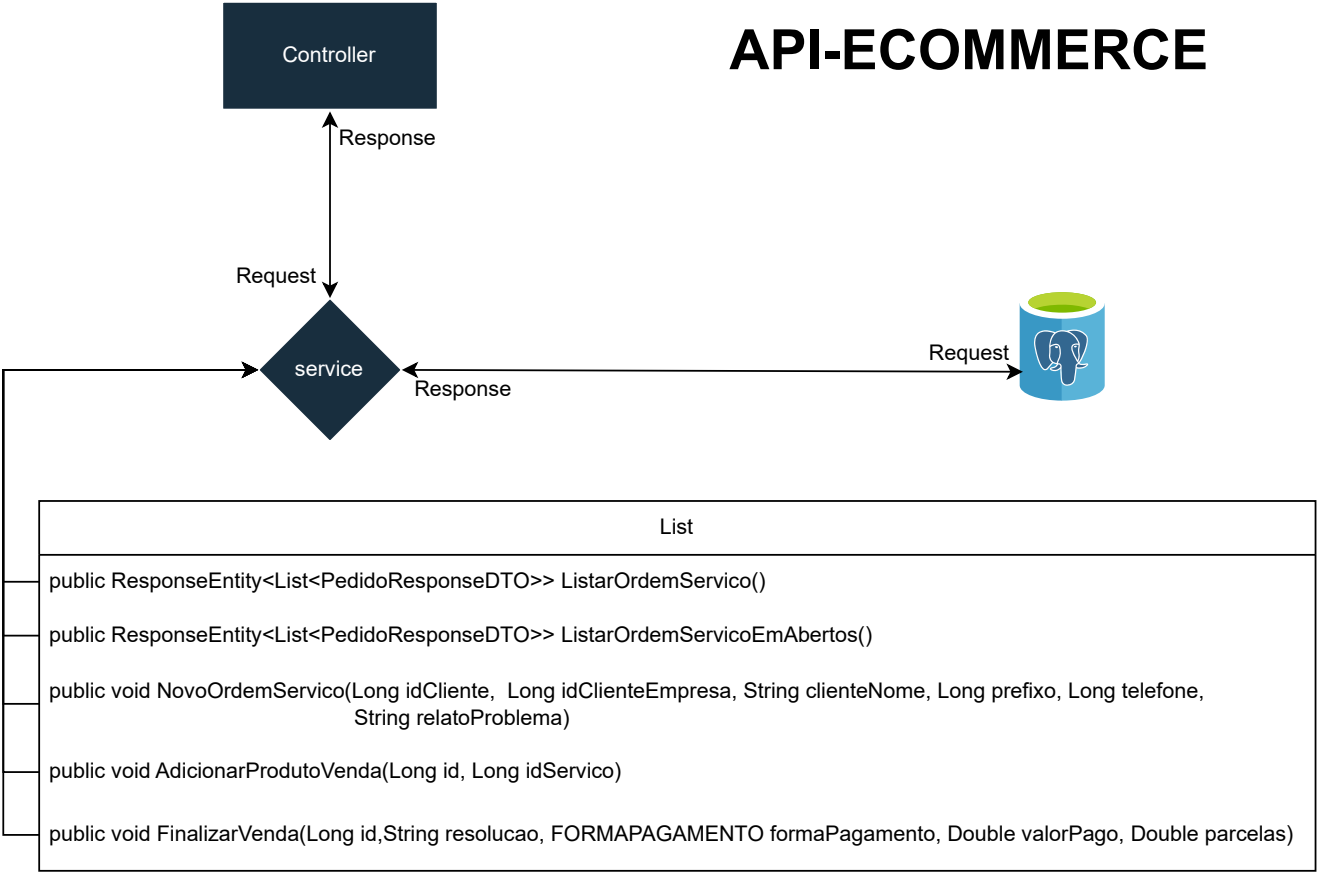 Controller
API-ECOMMERCE
Response
Request
service
Response
Request
List
public ResponseEntity<List<PedidoResponseDTO>> ListarOrdemServico()
public ResponseEntity<List<PedidoResponseDTO>> ListarOrdemServicoEmAbertos()
public void NovoOrdemServico(Long idCliente,  Long idClienteEmpresa, String clienteNome, Long prefixo, Long telefone,
String relatoProblema)
public void AdicionarProdutoVenda(Long id, Long idServico)
public void FinalizarVenda(Long id,String resolucao, FORMAPAGAMENTO formaPagamento, Double valorPago, Double parcelas)